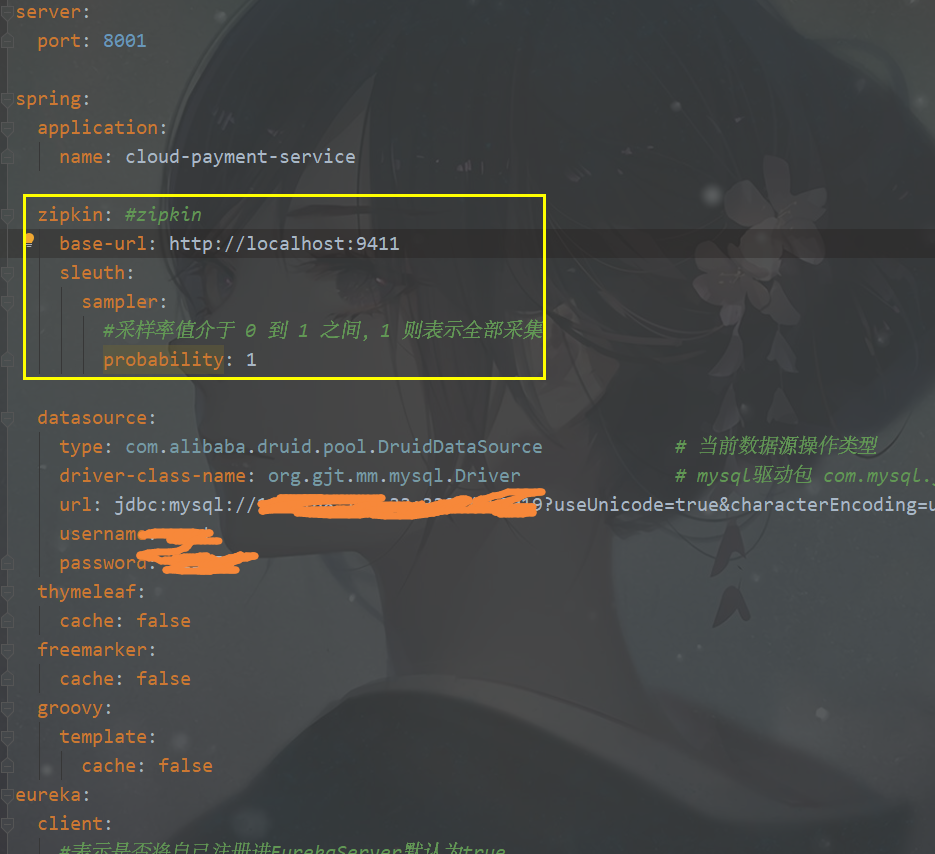 server:
port: 8001
spring:
application:
name: cloud-payment-service
zipkin: #zipkin
base-url: http://localhost:9411
sleuth:
sampler:
#采样率值介于 0 到 1 之间，1 则表示全部采集
probability: 1
datasource:
type: com.alibaba.druid.pool.DruidDataSource # 当前数据源操作类型
driver-class-name: org.gjt.mm.mysql.Driver # mysql驱动包 com.mysql.
url: jdbc:mysql:// ?useUnicode=true&characterEncoding=u
username
password:
thymeleaf:
cache: false
freemarker:
cache: false
groovy:
template:
cache: false
eureka:
client:
#表示是否将自己注册进EurekaServer默认为true